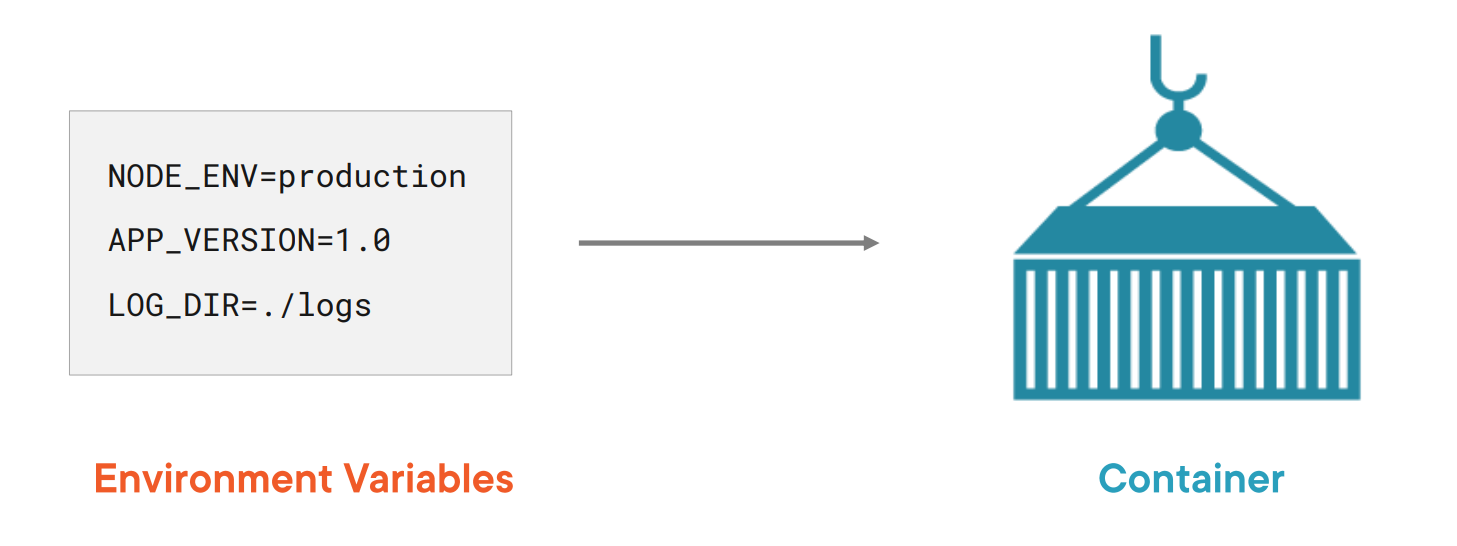 NODE_ENV=production
APP_VERSION=1.0
LOG_DIR=./logs
Environment Variables
Container